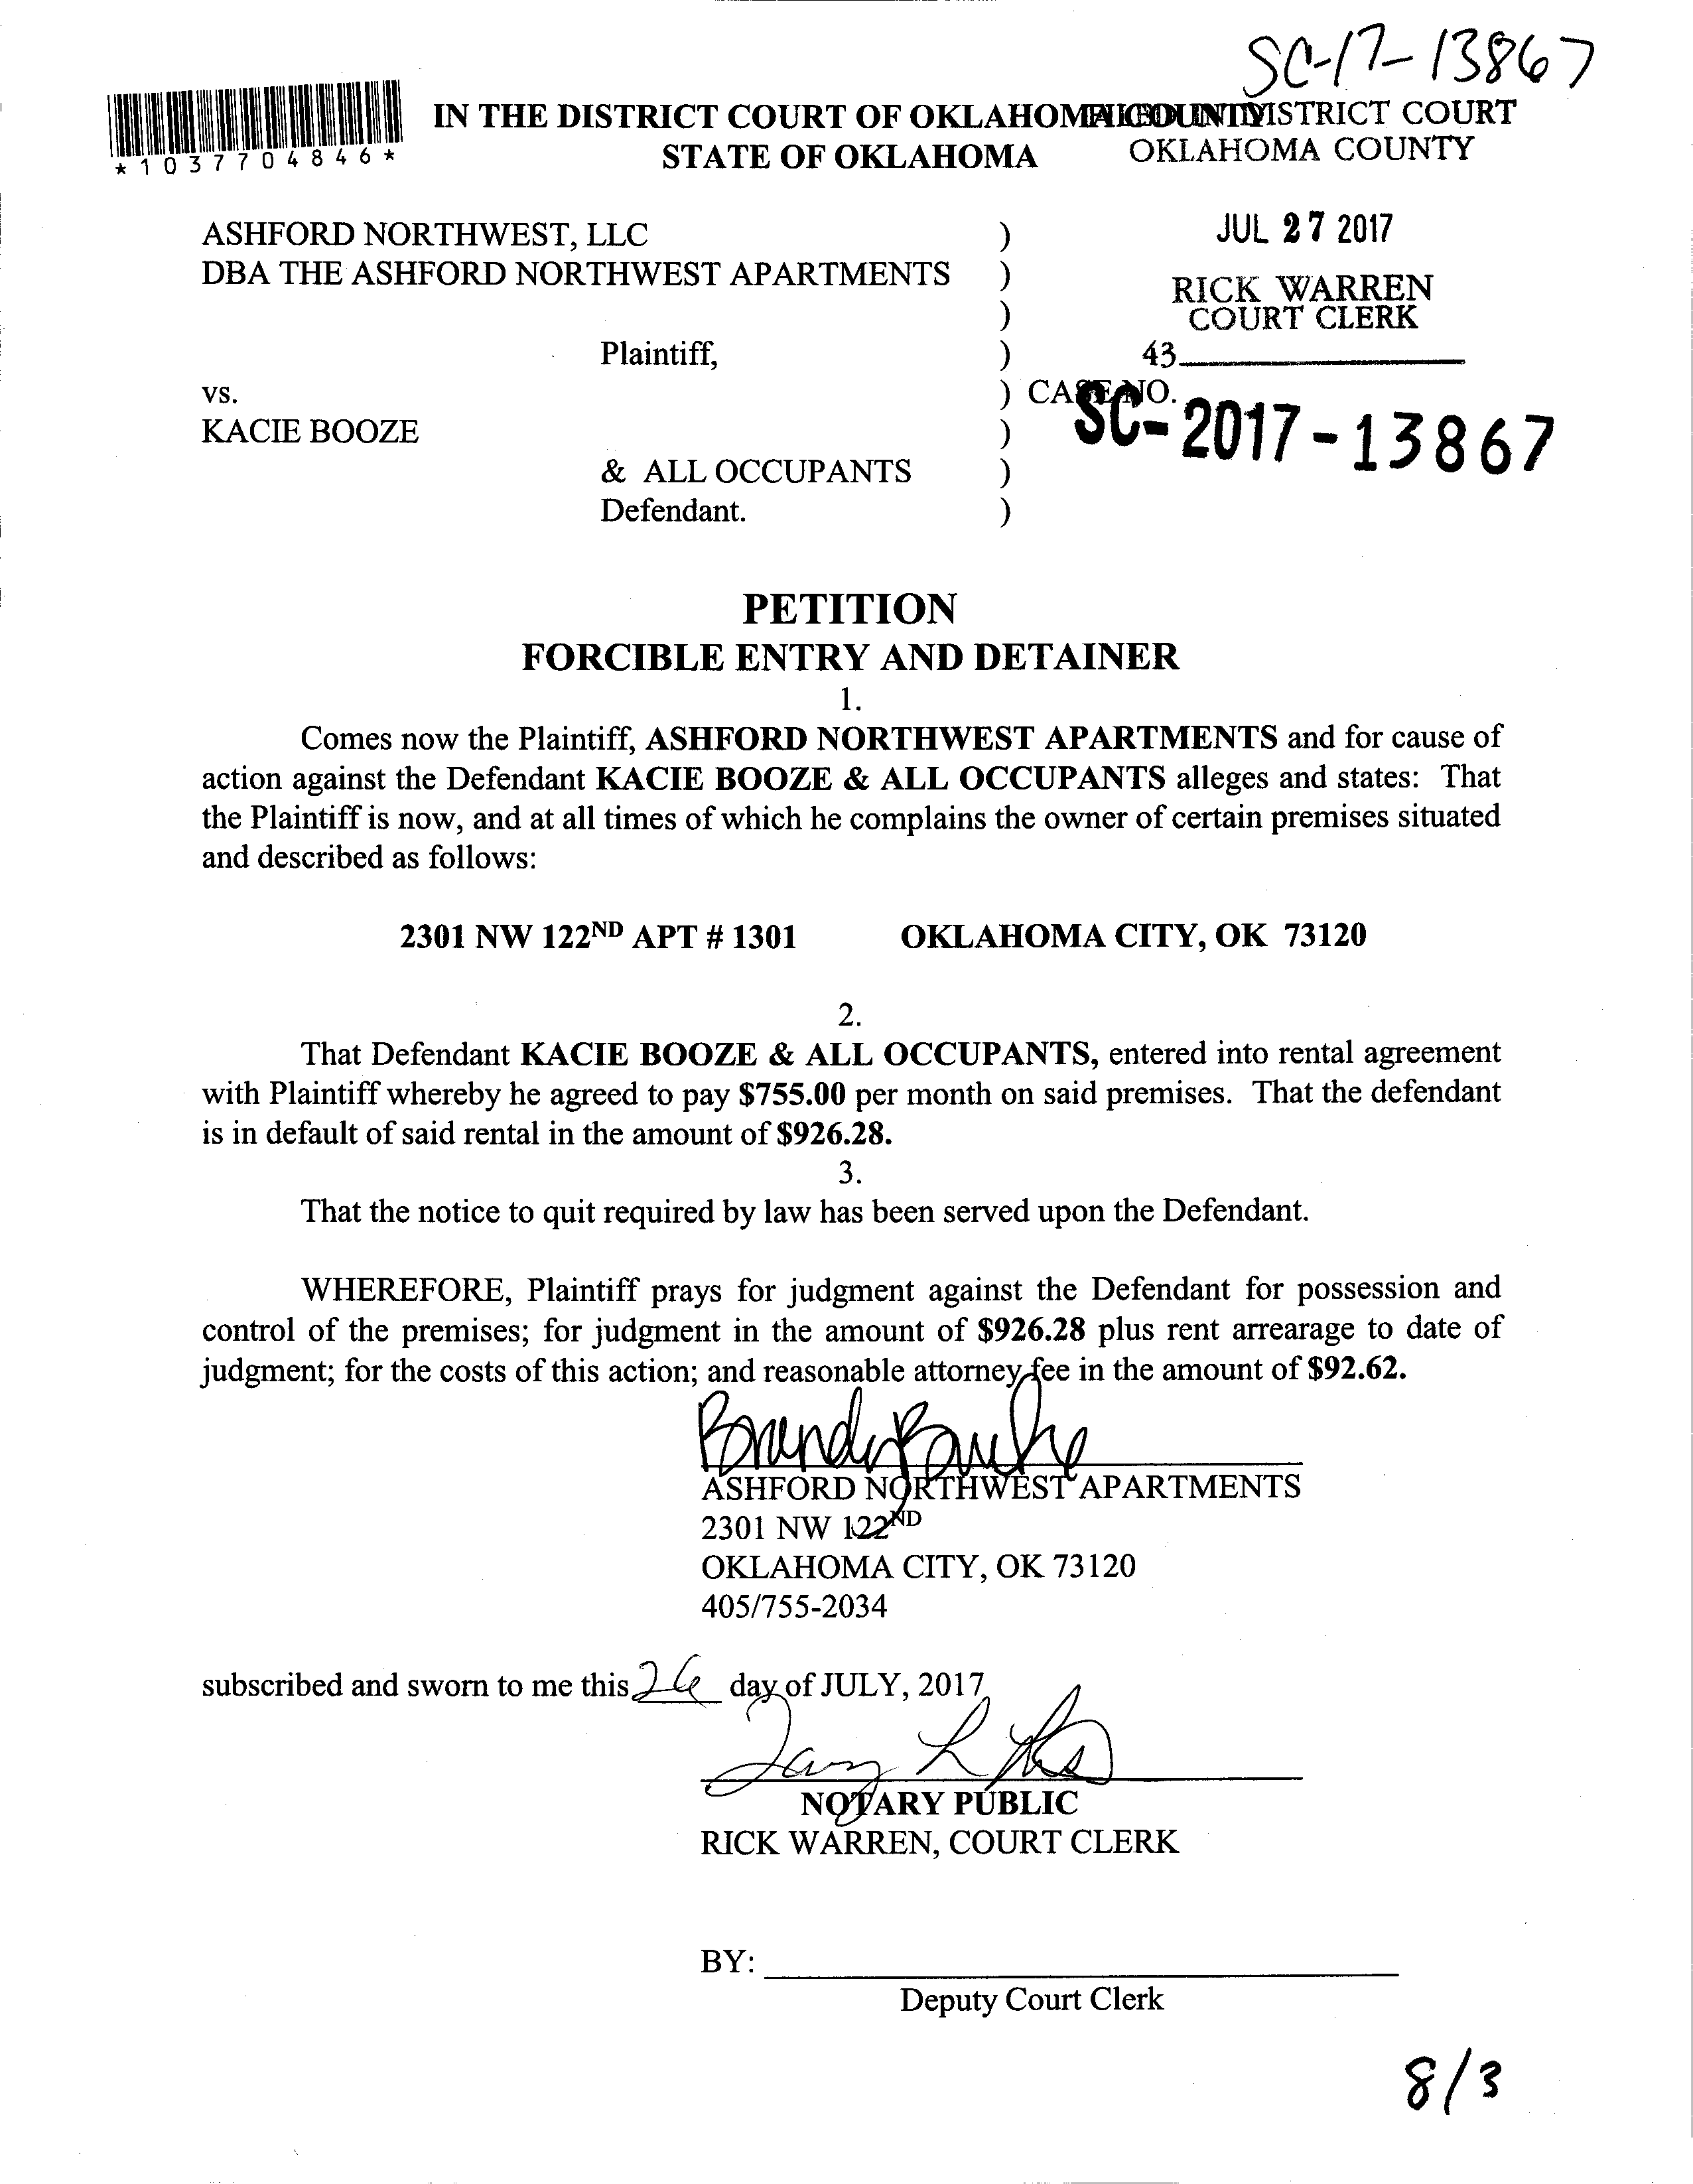 SC-17-13867
*1037704846*
IN THE DISTRICT COURT OF OKLAHOMA COUNTY
STATE OF OKLAHOMA
FILED IN DISTRICT COURT
OKLAHOMA COUNTY
JUL 27 2017
RICK WARREN
COURT CLERK
43
ASHFORD NORTHWEST, LLC )
DBA THE ASHFORD NORTHWEST APARTMENTS )
)
Plaintiff, )
vs. ) CASE NO.
SC-2017-13867
KACIE BOOZE )
& ALL OCCUPANTS )
Defendant. )
PETITION
FORCIBLE ENTRY AND DETAINER
1.
Comes now the Plaintiff, ASHFORD NORTHWEST APARTMENTS and for cause of
action against the Defendant KACIE BOOZE & ALL OCCUPANTS alleges and states: That
the Plaintiff is now, and at all times of which he complains the owner of certain premises situated
and described as follows:
2301 NW 122ND APT # 1301 OKLAHOMA CITY, OK 73120
2.
That Defendant KACIE BOOZE & ALL OCCUPANTS, entered into rental agreement
with Plaintiff whereby he agreed to pay $755.00 per month on said premises. That the defendant
is in default of said rental in the amount of $926.28.
3.
That the notice to quit required by law has been served upon the Defendant.
WHEREFORE, Plaintiff prays for judgment against the Defendant for possession and
control of the premises; for judgment in the amount of $926.28 plus rent arrearage to date of
judgment; for the costs of this action; and reasonable attorney fee in the amount of $92.62.
ASHFORD NORTHWEST APARTMENTS
2301 NW 122ND
OKLAHOMA CITY, OK 73120
405/755-2034
subscribed and sworn to me this 26 day of JULY, 2017
NOTARY PUBLIC
RICK WARREN, COURT CLERK
BY:
Deputy Court Clerk
8/3